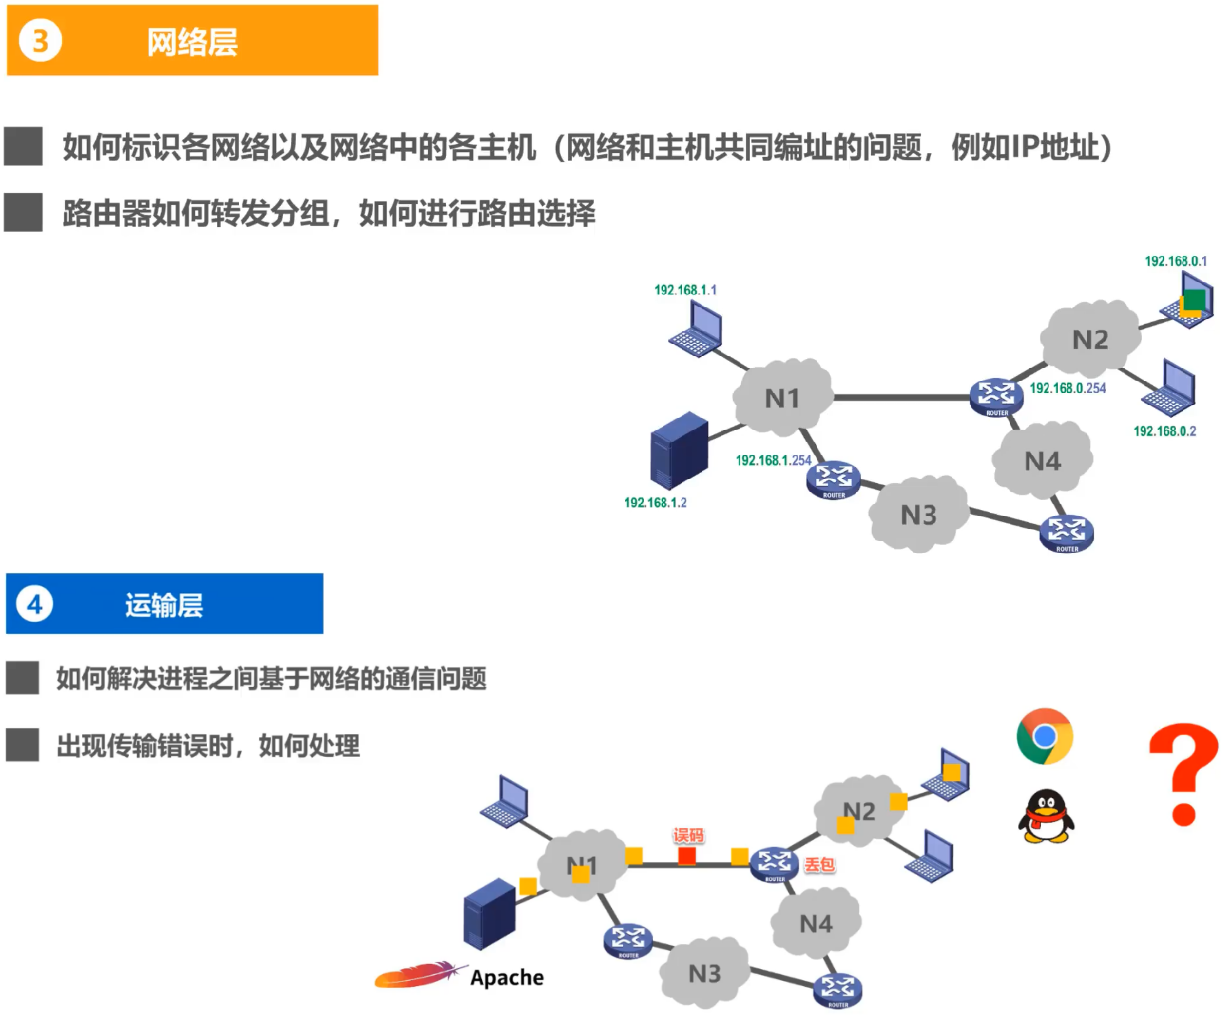 3 网络层
如何标识各网络以及网络中的各主机（网络和主机共同编址的问题，例如IP地址）
路由器如何转发分组，如何进行路由选择
192.168.0.1
192.168.1.1
N2
192.168.0.254
N1
ROUTER
192.168.0.2
192.168.1.254
N4
ROUTER
192.168.1.2
N3
ROUTER
4 运输层
如何解决进程之间基于网络的通信问题
出现传输错误时，如何处理
?
N2
误码
N1
丢包
ROUTER
N4
ROUTER
N3
Apache
ROUTER